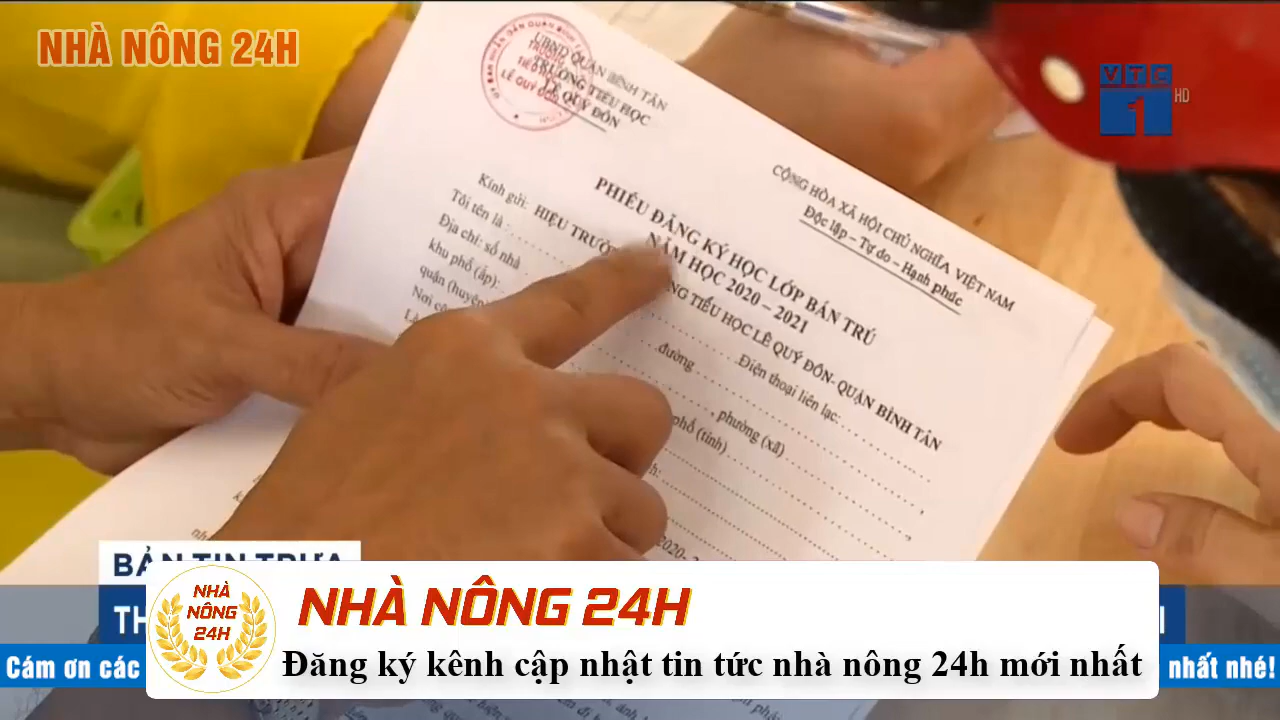 NHÀ NÔNG 24H
VTC
1
HD
UBND QUẬN BÌNH TÂN
TRƯỜNG TIỂU HỌC
LÊ QUÝ ĐÔN
CỘNG HÒA XÃ HỘI CHỦ NGHĨA VIỆT NAM
Độc lập – Tự do – Hạnh phúc
PHIẾU ĐĂNG KÝ HỌC LỚP BÁN TRÚ
NĂM HỌC 2020 – 2021
Kính gửi: HIỆU TRƯỞNG TIỂU HỌC LÊ QUÝ ĐÔN- QUẬN BÌNH TÂN
Tôi tên là : Điện thoại liên lạc:
Địa chỉ: số nhà đường , phường (xã)
khu phố (ấp): phố (tỉnh)
quận (huyện
Nơi
BẢN TIN TRƯA
NHÀ
NÔNG
24H
NHÀ NÔNG 24H
Đăng ký kênh cập nhật tin tức nhà nông 24h mới nhất
Cám ơn các nhất nhé!